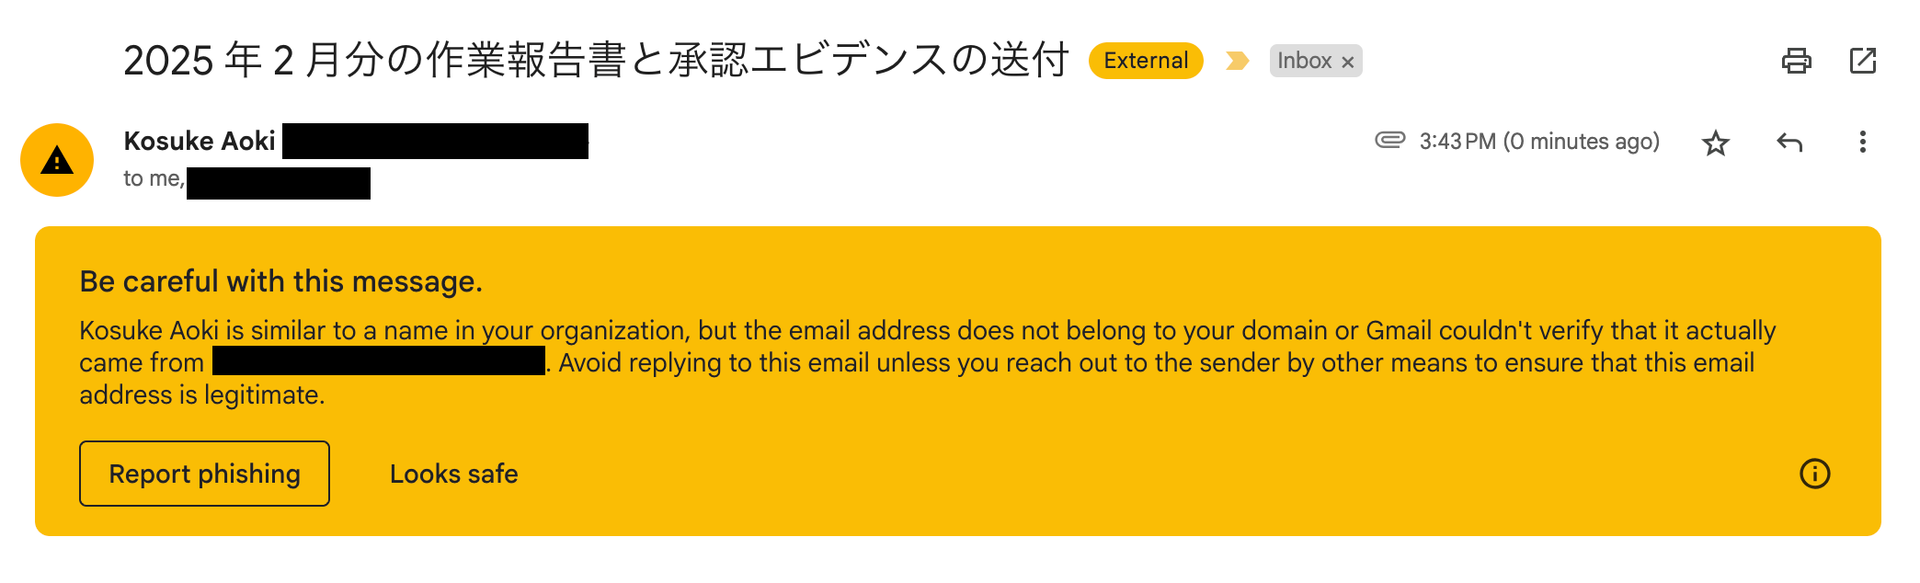 2025 年 2 月分の作業報告書と承認エビデンスの送付 External Inbox ×
Kosuke Aoki 3:43 PM (0 minutes ago)
to me,
Be careful with this message.
Kosuke Aoki is similar to a name in your organization, but the email address does not belong to your domain or Gmail couldn't verify that it actually
came from . Avoid replying to this email unless you reach out to the sender by other means to ensure that this email
address is legitimate.
Report phishing Looks safe